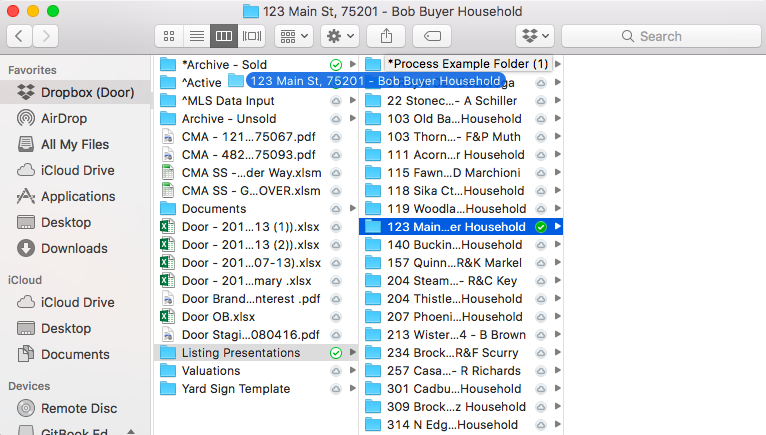 123 Main St, 75201 - Bob Buyer Household
Search
Favorites
Dropbox (Door)
AirDrop
All My Files
iCloud Drive
Applications
Desktop
Downloads
iCloud
iCloud Drive
Desktop
Documents
Devices
Remote Disc
GitBook Ed
*Archive - Sold
^Active
^MLS Data Input
Archive - Unsold
CMA - 121...75067.pdf
CMA - 482...75093.pdf
CMA SS -...der Way.xlsm
CMA SS - G...OVER.xlsm
Documents
Door - 201...13 (1)).xlsx
Door - 201...13 (2)).xlsx
Door - 201...07-13).xlsx
Door - 201...mary .xlsx
Door Brand...nterest .pdf
Door OB.xlsx
Door Stagi...080416.pdf
Listing Presentations
Valuations
Yard Sign Template
*Process Example Folder (1)
123 Main St, 75201 - Bob Buyer Household
22 Stonec...- A Schiller
103 Old Ba...Household
103 Thorn...- F&P Muth
111 Acorn...r Household
115 Fawn...D Marchioni
118 Sika Ct...Household
119 Woodla...Household
123 Main...er Household
140 Buckin...Household
157 Quinn...R&K Markel
204 Steam...- R&C Key
204 Thistle...Household
207 Phoeni...Household
213 Wister...4 - B Brown
234 Brock...R&F Scurry
257 Casa...- R Richards
301 Cadbu...Household
309 Brock...z Household
314 N Edg...Household